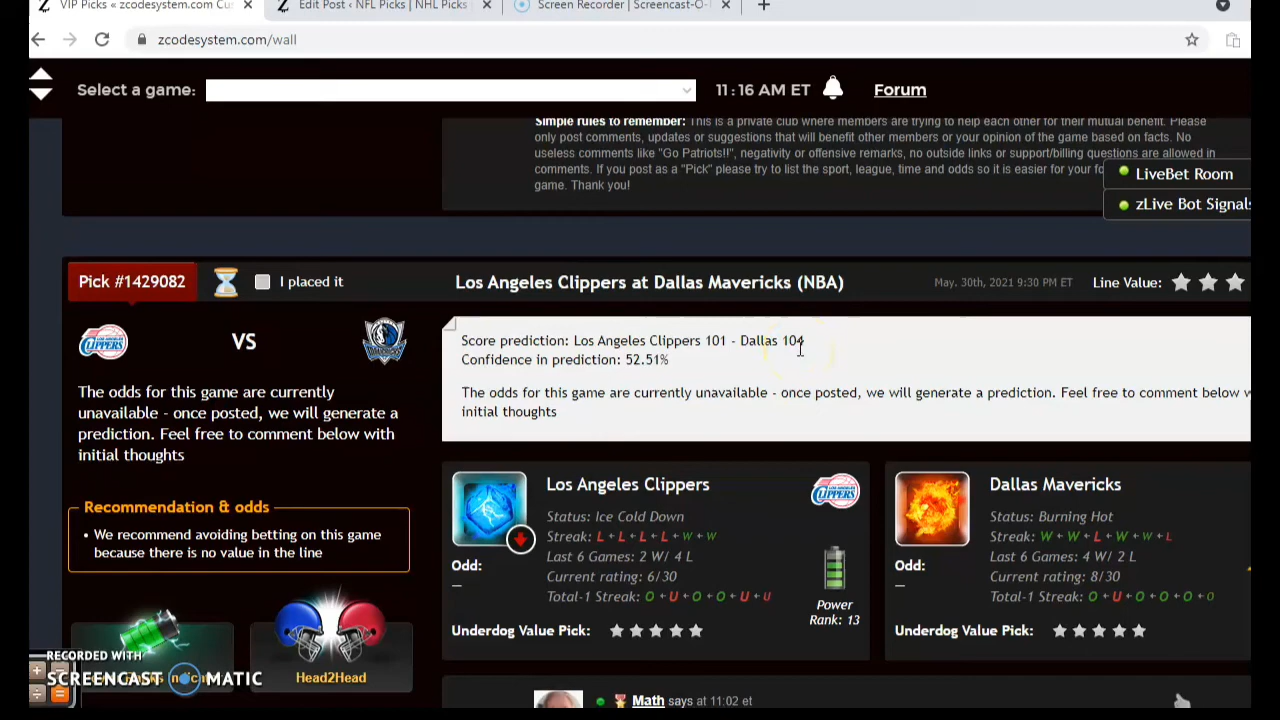 VIP Picks « zcodesystem.com Cus
Edit Post ‹ NFL Picks | NHL Picks
Screen Recorder | Screencast-O-
zcodesystem.com/wall
Select a game:
11:16 AM ET
Forum
Simple rules to remember: This is a private club where members are trying to help each other for their mutual benefit. Please
only post comments, updates or suggestions that will benefit other members or your opinion of the game based on facts. No
useless comments like "Go Patriots!!", negativity or offensive remarks, no outside links or support/billing questions are allowed in
comments. If you post as a "Pick" please try to list the sport, league, time and odds so it is easier for your fo
game. Thank you!
LiveBet Room
zLive Bot Signals
Pick #1429082
I placed it
Los Angeles Clippers at Dallas Mavericks (NBA)
May. 30th, 2021 9:30 PM ET
Line Value:
CLIPPERS
VS
The odds for this game are currently
unavailable - once posted, we will generate a
prediction. Feel free to comment below with
initial thoughts
Score prediction: Los Angeles Clippers 101 - Dallas 104
Confidence in prediction: 52.51%
The odds for this game are currently unavailable - once posted, we will generate a prediction. Feel free to comment below w
initial thoughts
Recommendation & odds
• We recommend avoiding betting on this game
because there is no value in the line
Los Angeles Clippers
CLIPPERS
Status: Ice Cold Down
Streak: L + L + L + L + W + W
Last 6 Games: 2 W/ 4 L
Current rating: 6/30
Total-1 Streak: O + U + O + O + U + U
Odd:
—
Power
Rank: 13
Underdog Value Pick:
Dallas Mavericks
Status: Burning Hot
Streak: W + W + L + W + W + L
Last 6 Games: 4 W/ 2 L
Current rating: 8/30
Total-1 Streak: O + U + O + O + O + O
Odd:
—
Underdog Value Pick:
Head2Head
RECORDED WITH
SCREENCAST MATIC
Math says at 11:02 et